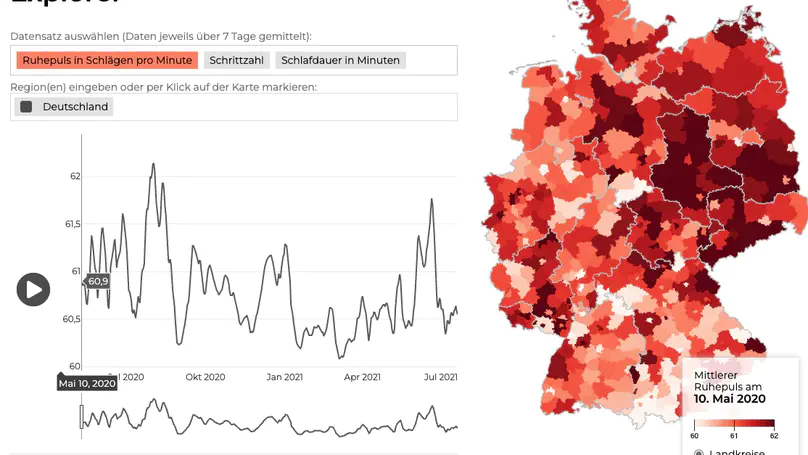 Datensatz auswählen (Daten jeweils über 7 Tage gemittelt):
Ruhepuls in Schlägen pro Minute
Schrittzahl
Schlafdauer in Minuten
Region(en) eingeben oder per Klick auf der Karte markieren:
Deutschland
62
61,5
61
60,9
60,5
60
Mai 10, 2020
2020
Okt 2020
Jan 2021
Apr 2021
Jul 2021
Mittlerer
Ruhepuls am
10. Mai 2020
60 61 62
Landkreise